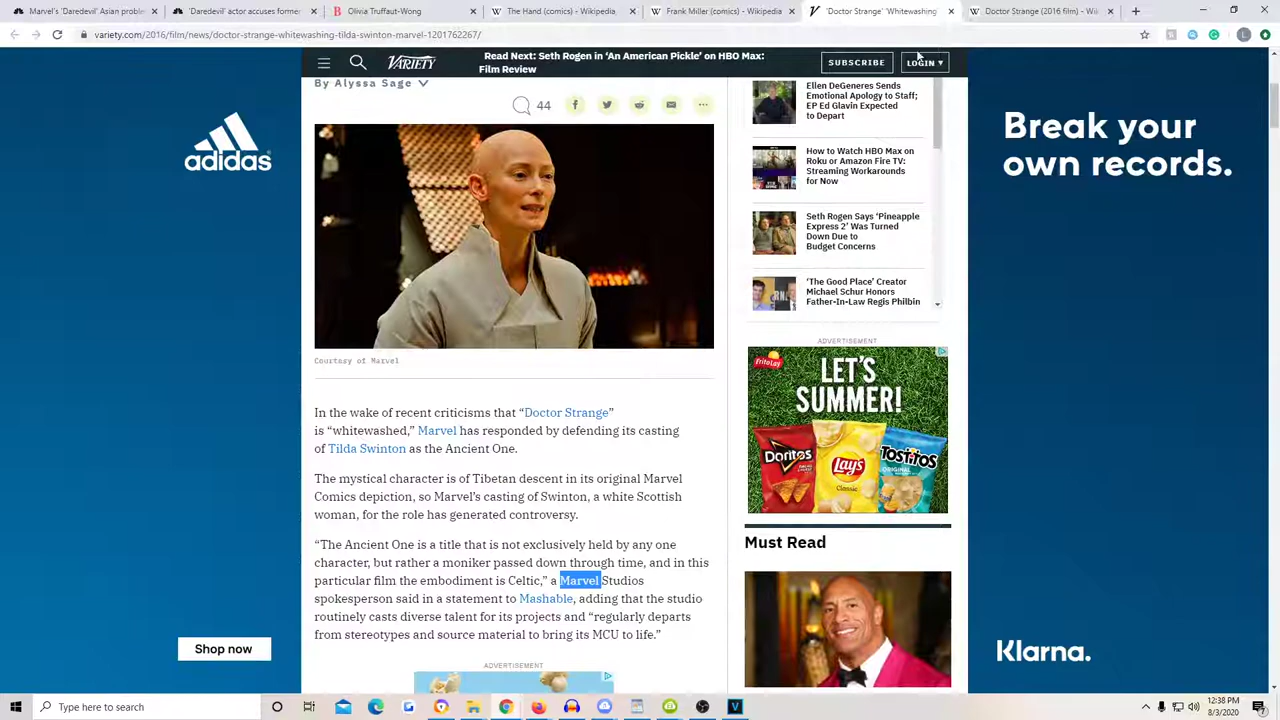 Marvel's 'Daredevil' Asian proble
'Daredevil' actor accuses Marve
Olivia Truffaut-Wong
The Hand (comics) - Wikipedia
Frank Miller (comics) - Wikipedi
'Doctor Strange' 'Whitewashing
Doctor Strange (2016 film) - Wi
variety.com/2016/film/news/doctor-strange-whitewashing-tilda-swinton-marvel-1201762267/
VARIETY
Read Next: Seth Rogen in 'An American Pickle' on HBO Max:
Film Review
SUBSCRIBE
LOGIN
By Alyssa Sage
44
Courtesy of Marvel
In the wake of recent criticisms that “Doctor Strange”
is “whitewashed,” Marvel has responded by defending its casting
of Tilda Swinton as the Ancient One.
The mystical character is of Tibetan descent in its original Marvel
Comics depiction, so Marvel’s casting of Swinton, a white Scottish
woman, for the role has generated controversy.
“The Ancient One is a title that is not exclusively held by any one
character, but rather a moniker passed down through time, and in this
particular film the embodiment is Celtic,” a Marvel Studios
spokesperson said in a statement to Mashable, adding that the studio
routinely casts diverse talent for its projects and “regularly departs
from stereotypes and source material to bring its MCU to life.”
ADVERTISEMENT
Ellen DeGeneres Sends
Emotional Apology to Staff;
EP Ed Glavin Expected
to Depart
How to Watch HBO Max on
Roku or Amazon Fire TV:
Streaming Workarounds
for Now
Seth Rogen Says ‘Pineapple
Express 2’ Was Turned
Down Due to
Budget Concerns
‘The Good Place’ Creator
Michael Schur Honors
Father-In-Law Regis Philbin
ADVERTISEMENT
FritoLay
LET'S
SUMMER!
Doritos
Lay's
Classic
TOSTITOS
ORIGINAL
Must Read
adidas
Shop now
Break your
own records.
Klarna.
Type here to search
12:38 PM
8/3/2020